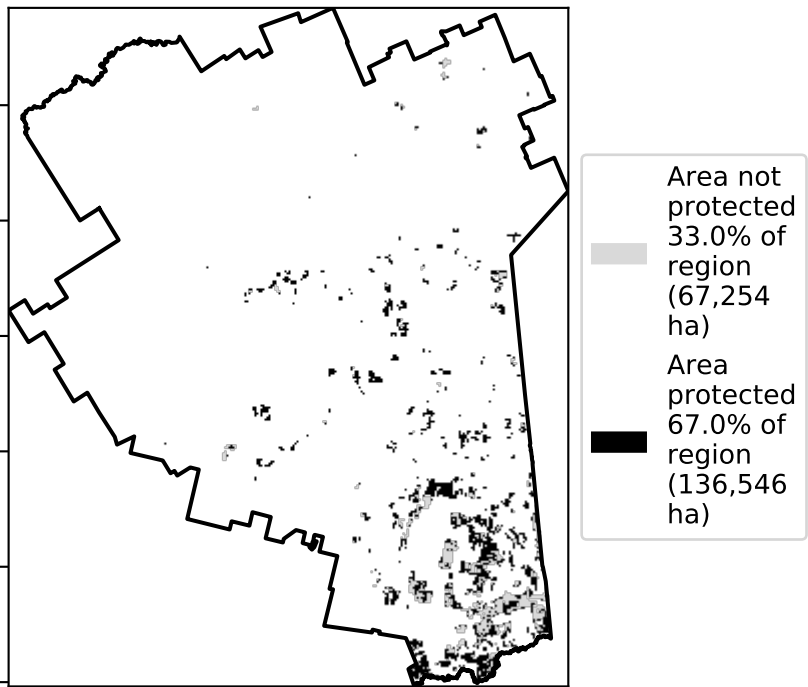 Area not
protected
33.0% of
region
(67,254
ha)
Area
protected
67.0% of
region
(136,546
ha)